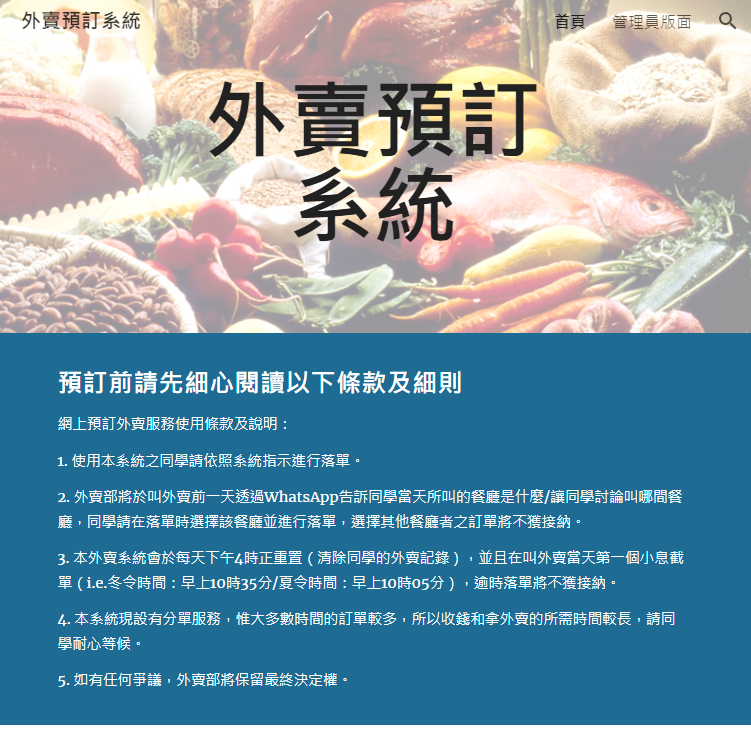 外賣預訂系統
首頁
管理員版面
外賣預訂
系統
預訂前請先細心閱讀以下條款及細則
網上預訂外賣服務使用條款及說明：
1. 使用本系統之同學請依照系統指示進行落單。
2. 外賣部將於叫外賣前一天透過WhatsApp告訴同學當天所叫的餐廳是什麼/讓同學討論叫哪間餐
廳，同學請在落單時選擇該餐廳並進行落單，選擇其他餐廳者之訂單將不獲接納。
3. 本外賣系統會於每天下午4時正重置（清除同學的外賣記錄），並且在叫外賣當天第一個小息截
單（i.e.冬令時間：早上10時35分/夏令時間：早上10時05分），逾時落單將不獲接納。
4. 本系統現設有分單服務，惟大多數時間的訂單較多，所以收錢和拿外賣的所需時間較長，請同
學耐心等候。
5. 如有任何爭議，外賣部將保留最終決定權。